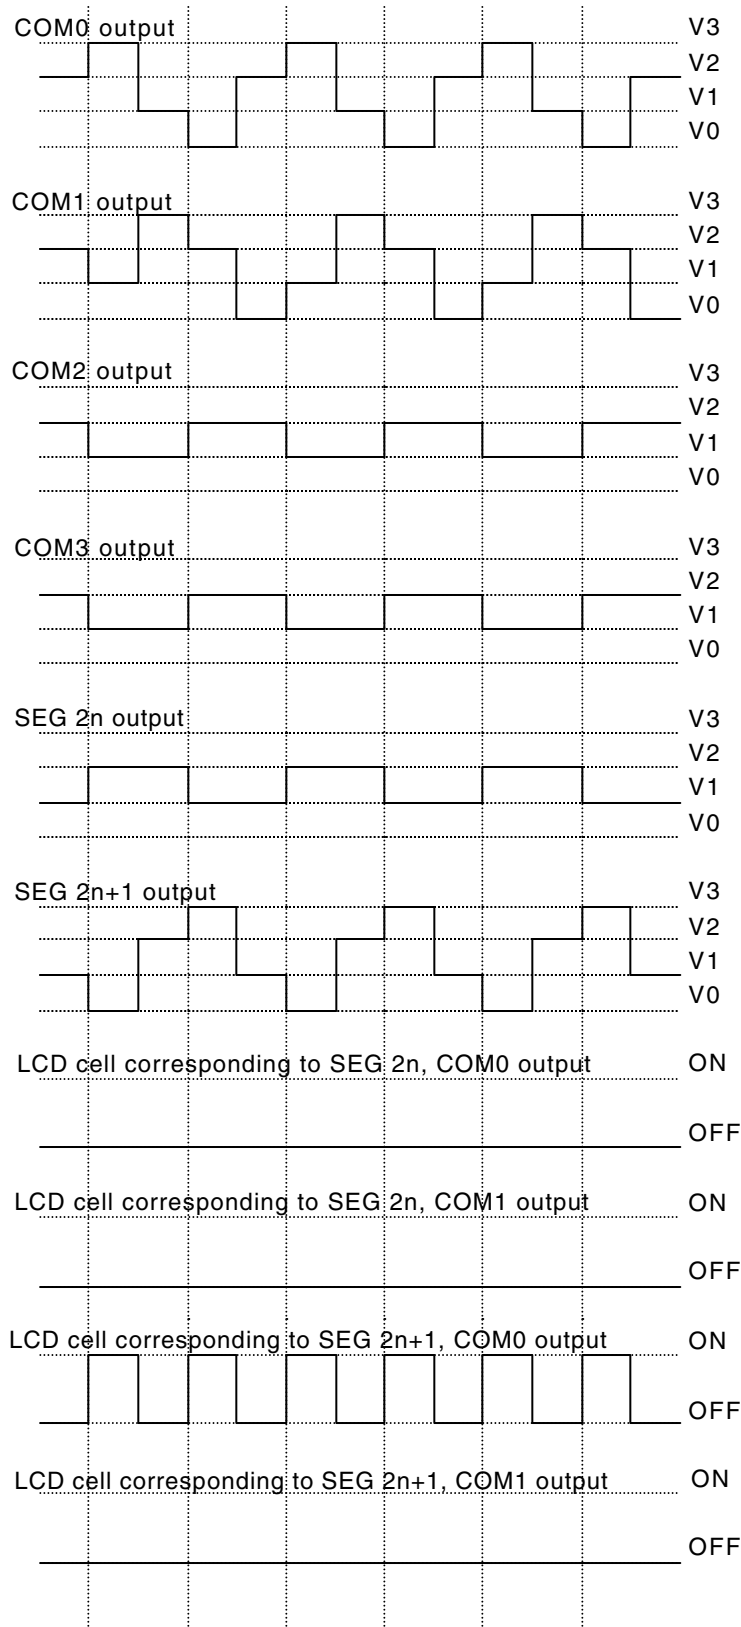 COM0 output V3
V2
V1
V0
COM1 output V3
V2
V1
V0
COM2 output V3
V2
V1
V0
COM3 output V3
V2
V1
V0
SEG 2n output V3
V2
V1
V0
SEG 2n+1 output V3
V2
V1
V0
LCD cell corresponding to SEG 2n, COM0 output ON
OFF
LCD cell corresponding to SEG 2n, COM1 output ON
OFF
LCD cell corresponding to SEG 2n+1, COM0 output ON
OFF
LCD cell corresponding to SEG 2n+1, COM1 output ON
OFF